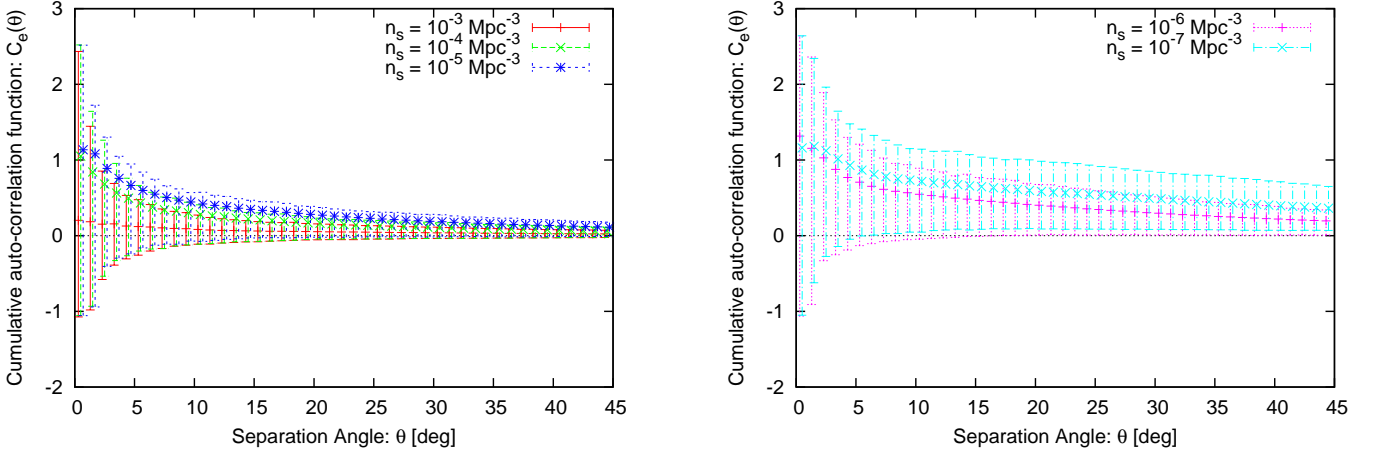 Cumulative auto-correlation function: Cₑ(θ)
3
2
1
0
-1
-2
0 5 10 15 20 25 30 35 40 45
Separation Angle: θ [deg]
nₛ = 10⁻³ Mpc⁻³
nₛ = 10⁻⁴ Mpc⁻³
nₛ = 10⁻⁵ Mpc⁻³
Cumulative auto-correlation function: Cₑ(θ)
3
2
1
0
-1
-2
0 5 10 15 20 25 30 35 40 45
Separation Angle: θ [deg]
nₛ = 10⁻⁶ Mpc⁻³
nₛ = 10⁻⁷ Mpc⁻³